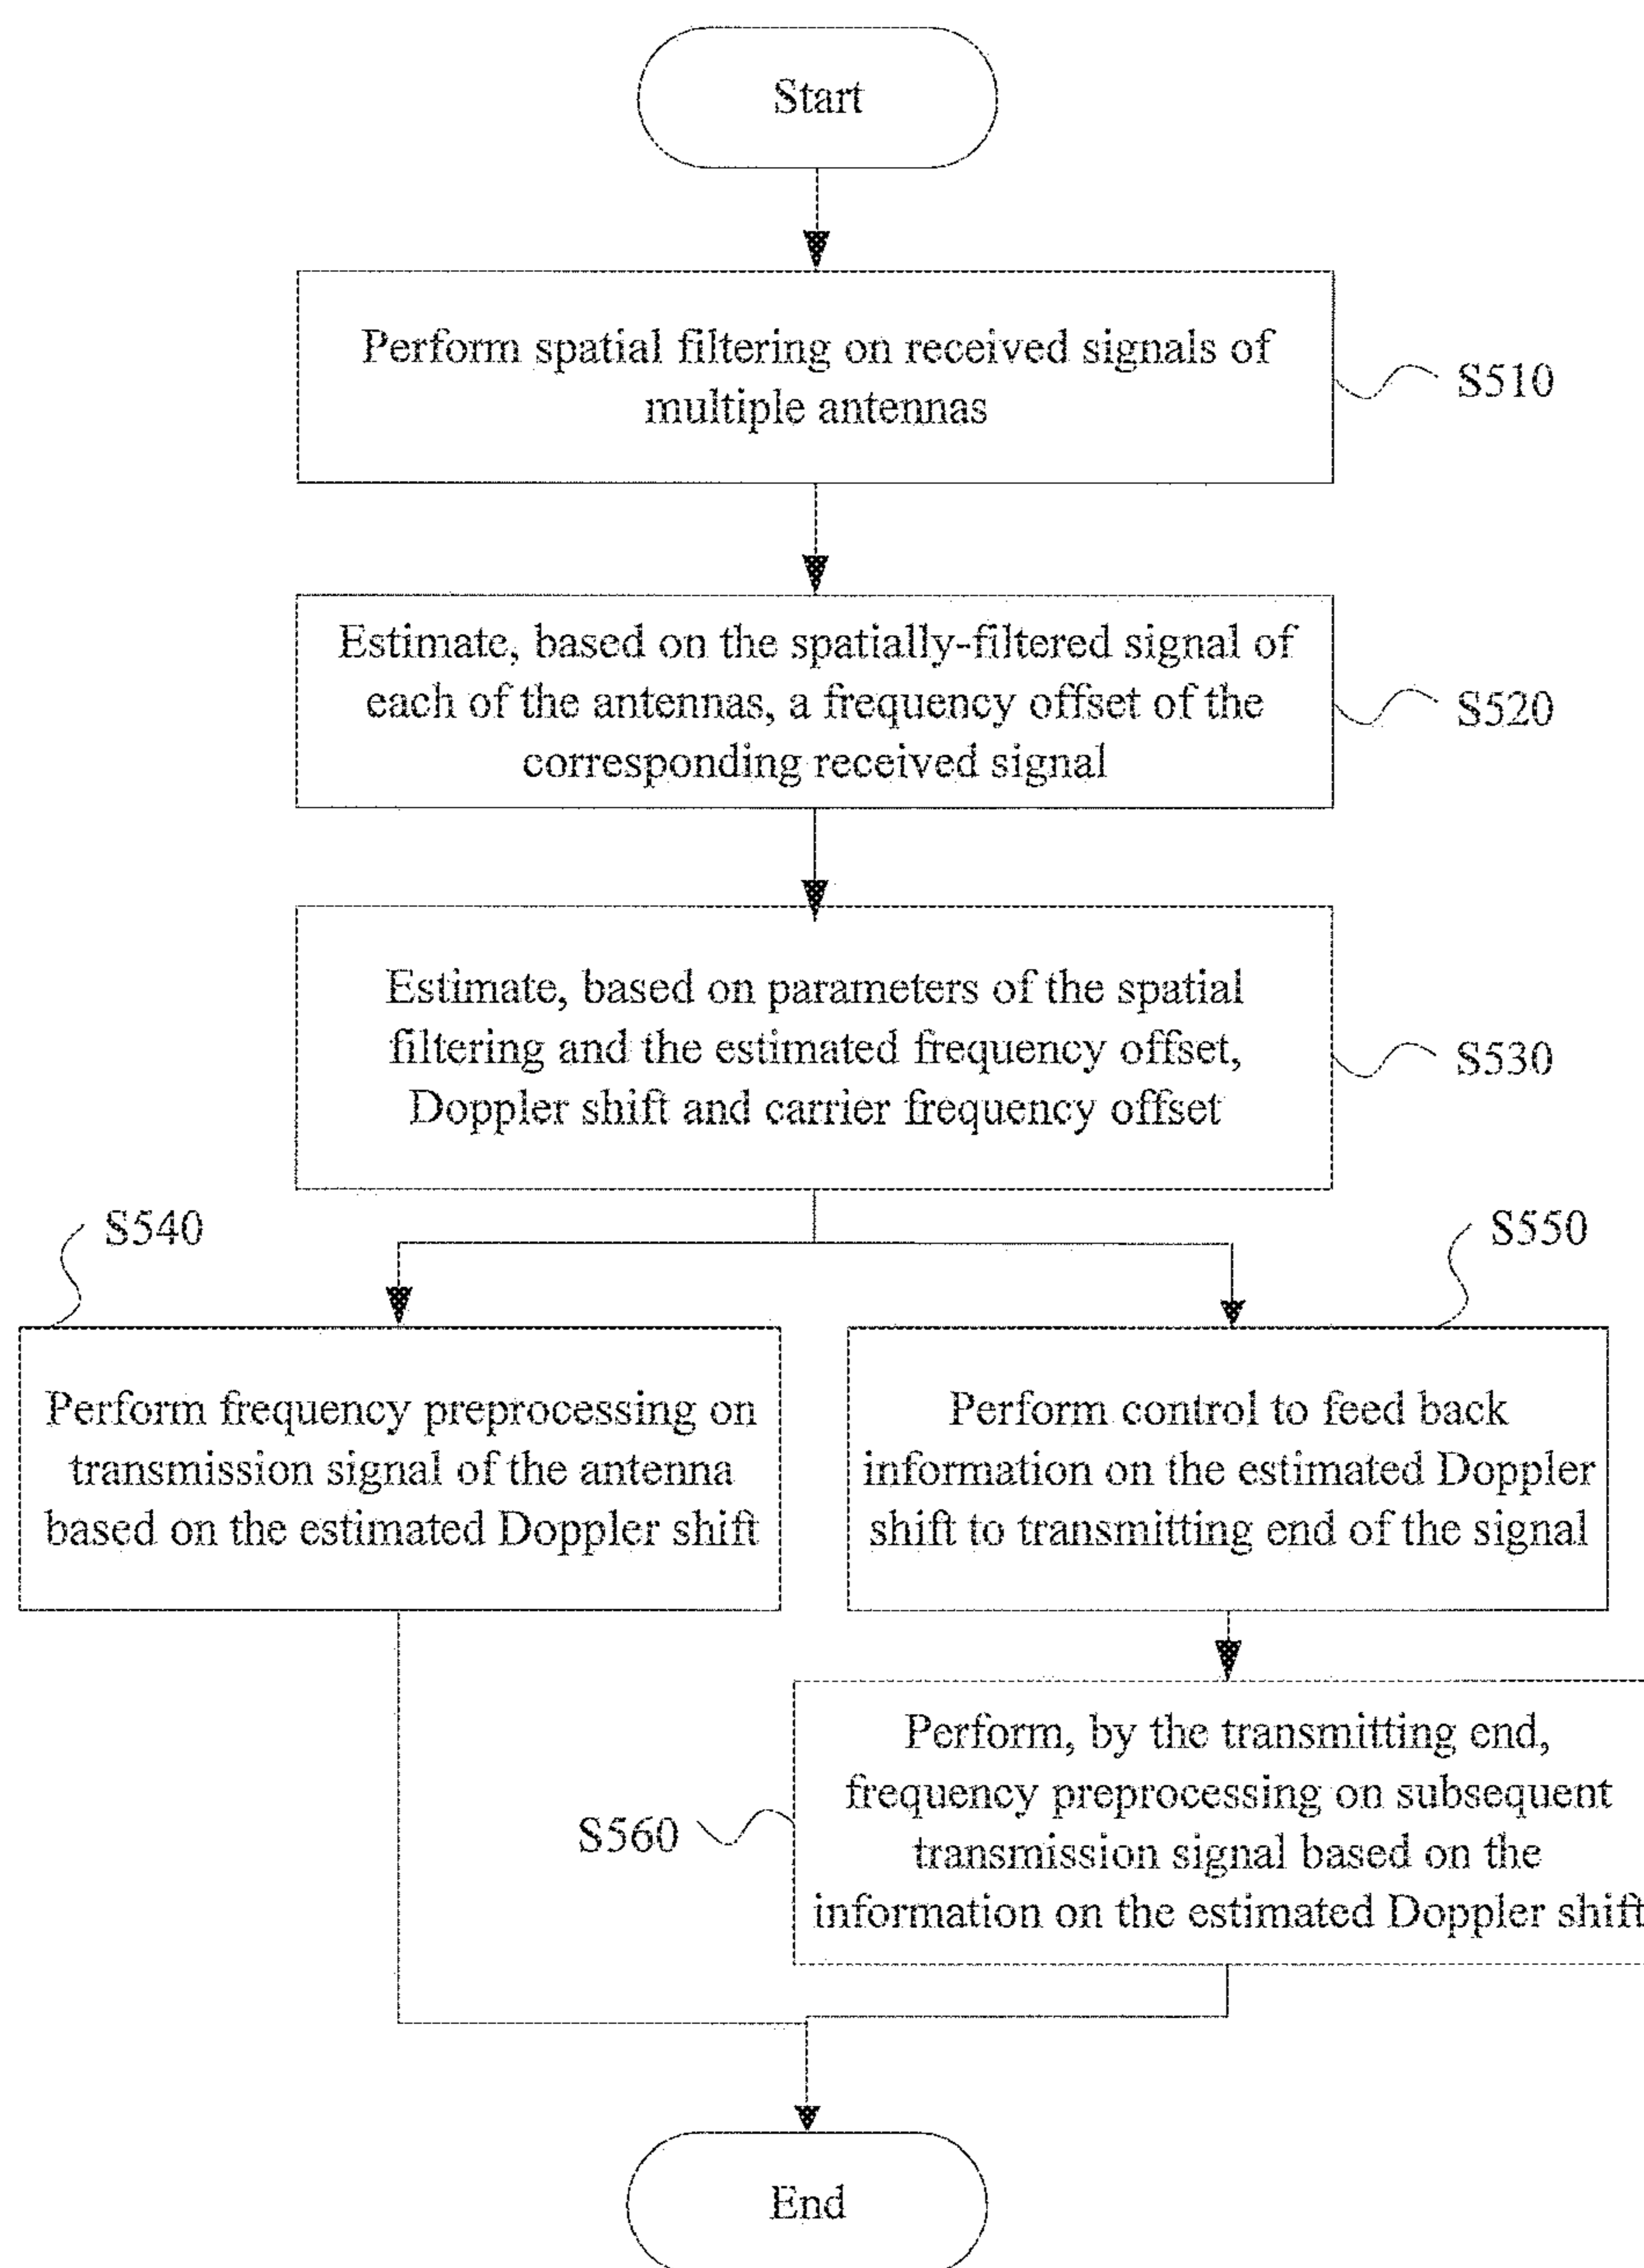 Start
Perform spatial filtering on received signals of
multiple antennas
S510
Estimate, based on the spatially-filtered signal of
each of the antennas, a frequency offset of the
corresponding received signal
S520
Estimate, based on parameters of the spatial
filtering and the estimated frequency offset,
Doppler shift and carrier frequency offset
S530
S540
S550
Perform frequency preprocessing on
transmission signal of the antenna
based on the estimated Doppler shift
Perform control to feed back
information on the estimated Doppler
shift to transmitting end of the signal
Perform, by the transmitting end,
frequency preprocessing on subsequent
transmission signal based on the
information on the estimated Doppler shift
S560
End